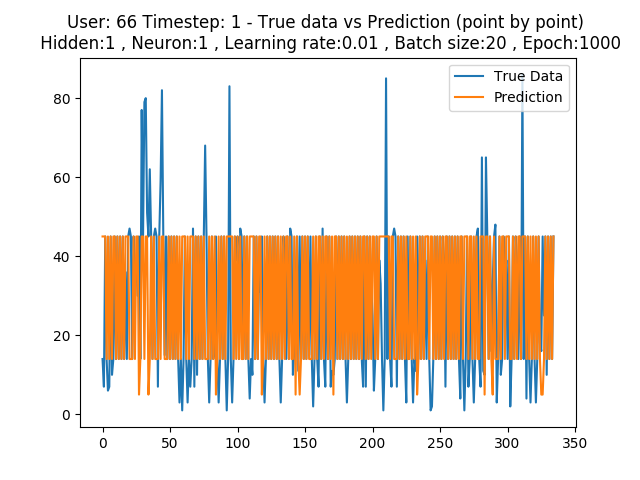 User: 66 Timestep: 1 - True data vs Prediction (point by point)
Hidden:1 , Neuron:1 , Learning rate:0.01 , Batch size:20 , Epoch:1000
True Data
Prediction
80
60
40
20
0
0 50 100 150 200 250 300 350